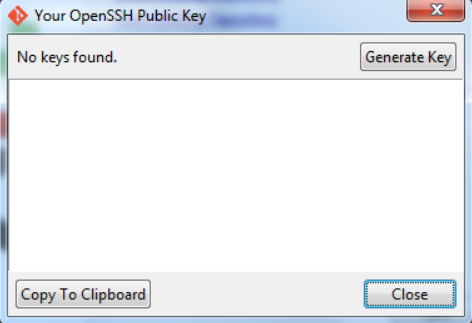 Your OpenSSH Public Key
No keys found.
Generate Key
Copy To Clipboard
Close